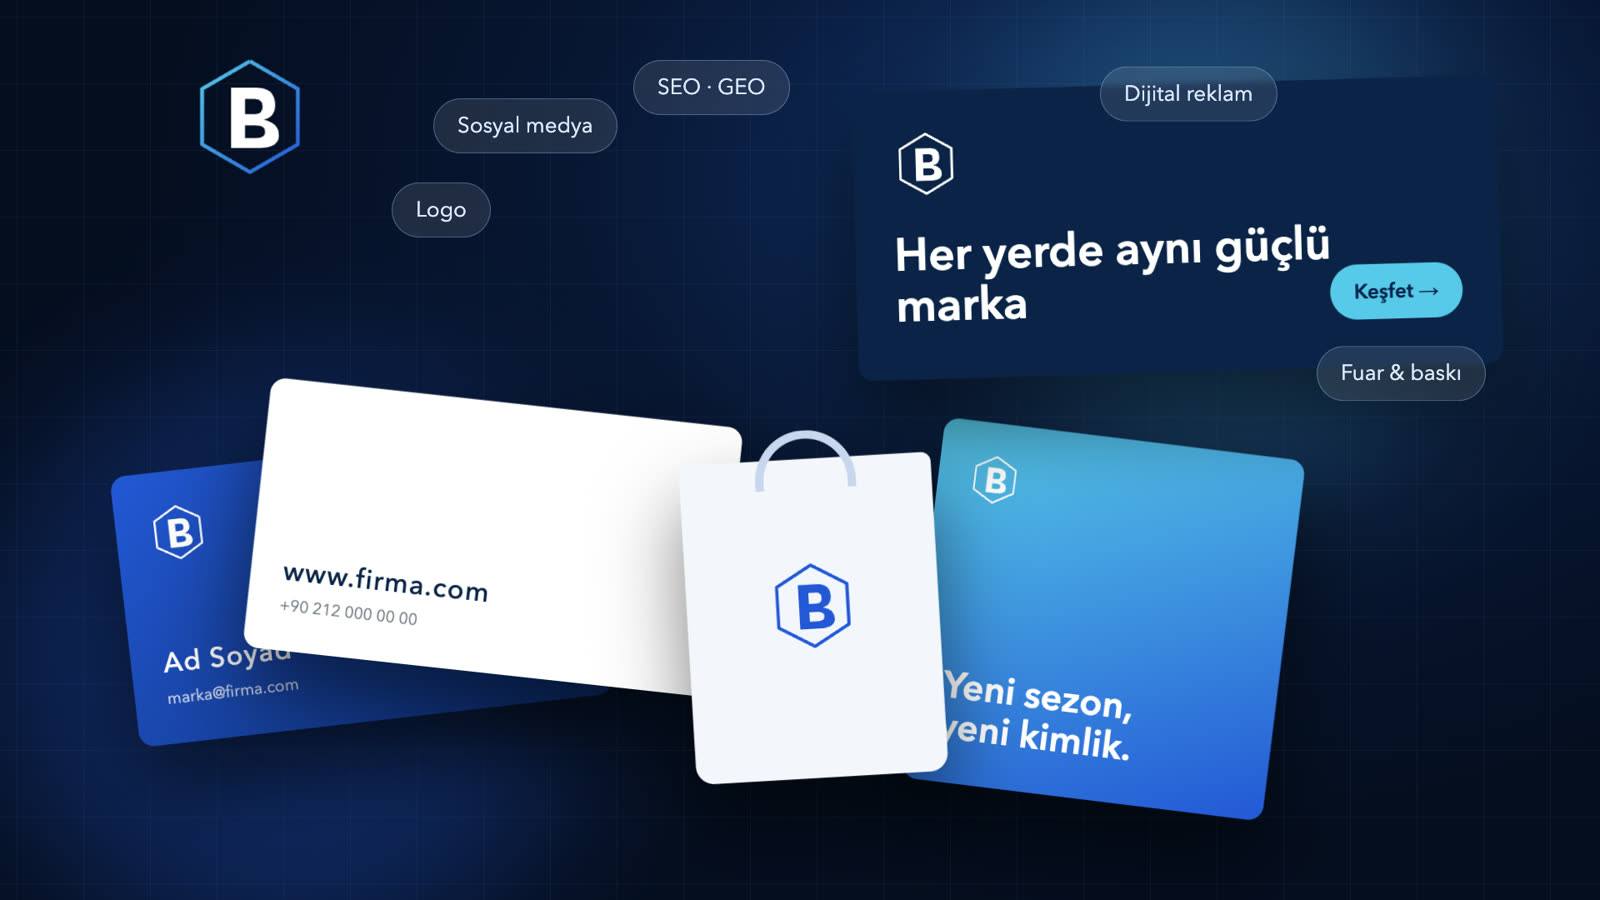 B
SEO · GEO
Sosyal medya
Logo
Dijital reklam
B
Her yerde aynı güçlü
marka
Keşfet →
Fuar & baskı
B
Ad Soyad
marka@firma.com
www.firma.com
+90 212 000 00 00
B
B
Yeni sezon,
yeni kimlik.